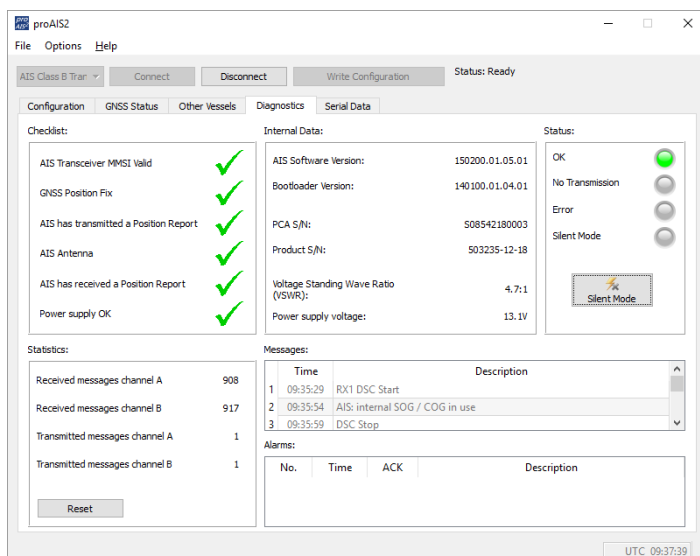 pro
AIS2
proAIS2
File Options Help
AIS Class B Tran Connect Disconnect Write Configuration Status: Ready
Configuration GNSS Status Other Vessels Diagnostics Serial Data
Checklist:
AIS Transceiver MMSI Valid
GNSS Position Fix
AIS has transmitted a Position Report
AIS Antenna
AIS has received a Position Report
Power supply OK
Internal Data:
AIS Software Version: 150200.01.05.01
Bootloader Version: 140100.01.04.01
PCA S/N: S08542180003
Product S/N: 503235-12-18
Voltage Standing Wave Ratio
(VSWR): 4.7:1
Power supply voltage: 13.1V
Status:
OK
No Transmission
Error
Silent Mode
Silent Mode
Statistics:
Received messages channel A 908
Received messages channel B 917
Transmitted messages channel A 1
Transmitted messages channel B 1
Reset
Messages:
Time Description
1 09:35:29 RX1 DSC Start
2 09:35:54 AIS: internal SOG / COG in use
3 09:35:59 DSC Stop
Alarms:
No. Time ACK Description
UTC 09:37:39